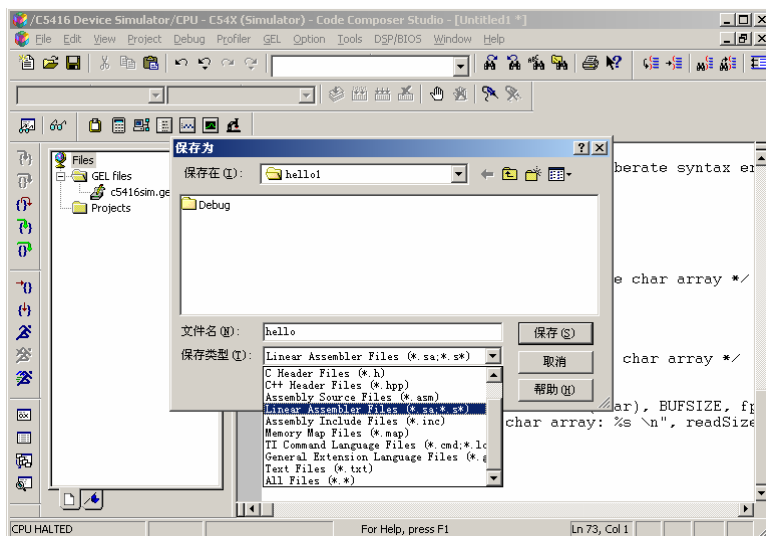 /C5416 Device Simulator/CPU - C54X (Simulator) - Code Composer Studio - [Untitled1 *]
File Edit View Project Debug Profiler GEL Option Tools DSP/BIOS Window Help
保存为
Files
GEL files
c5416sim.ge
Projects
保存在(I):
hello1
Debug
文件名(N):
hello
保存(S)
保存类型(T):
Linear Assembler Files (*.sa;*.s*)
取消
帮助(H)
C Header Files (*.h)
C++ Header Files (*.hpp)
Assembly Source Files (*.asm)
Linear Assembler Files (*.sa;*.s*)
Assembly Include Files (*.inc)
Memory Map Files (*.map)
TI Command Language Files (*.cmd;*.lc
General Extension Language Files (*.g
Text Files (*.txt)
All Files (*.*)
berate syntax er
e char array */
char array */
ar), BUFSIZE, fp
char array: %s \n", readSize
CPU HALTED
For Help, press F1
Ln 73, Col 1